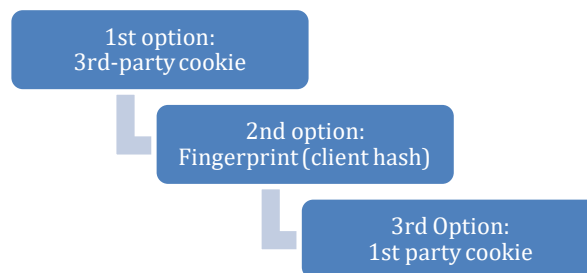 1st option:
3rd-party cookie
2nd option:
Fingerprint (client hash)
3rd Option:
1st party cookie